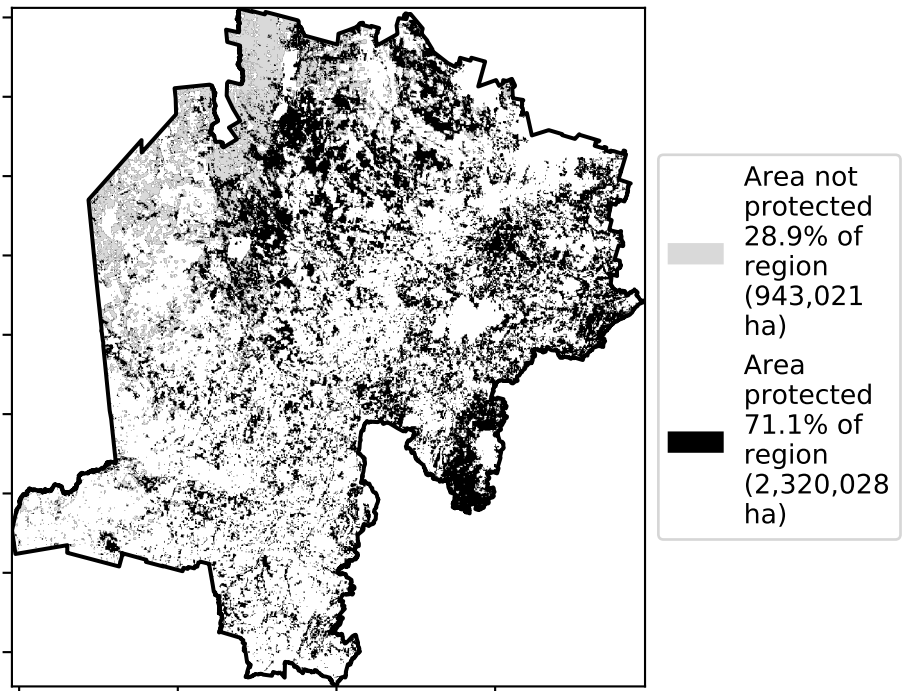 Area not
protected
28.9% of
region
(943,021
ha)
Area
protected
71.1% of
region
(2,320,028
ha)